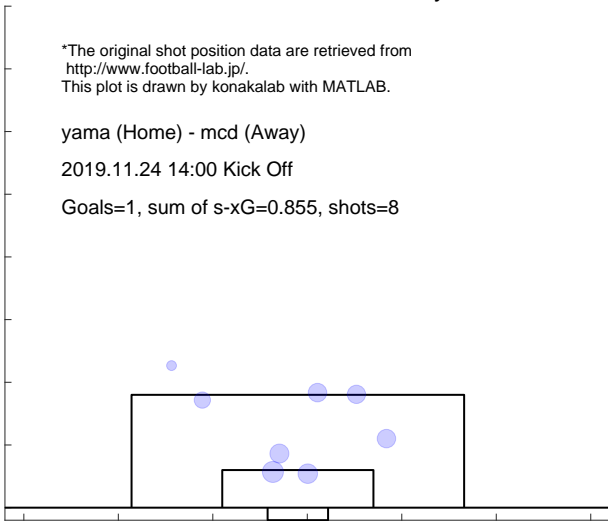 *The original shot position data are retrieved from
http://www.football-lab.jp/.
This plot is drawn by konakalab with MATLAB.
yama (Home) - mcd (Away)
2019.11.24 14:00 Kick Off
Goals=1, sum of s-xG=0.855, shots=8